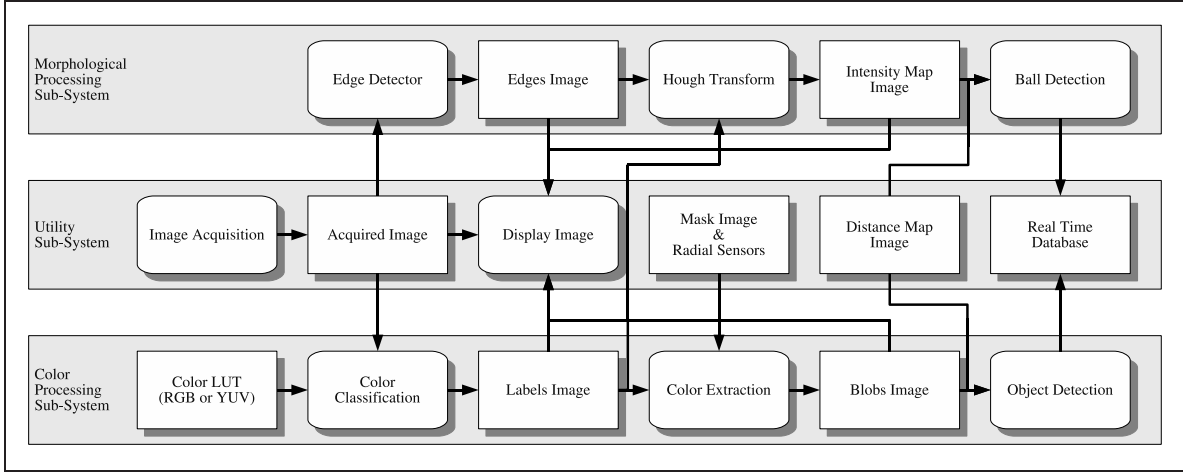 Morphological
Processing
Sub-System
Edge Detector
Edges Image
Hough Transform
Intensity Map
Image
Ball Detection
Utility
Sub-System
Image Acquisition
Acquired Image
Display Image
Mask Image
&
Radial Sensors
Distance Map
Image
Real Time
Database
Color
Processing
Sub-System
Color LUT
(RGB or YUV)
Color
Classification
Labels Image
Color Extraction
Blobs Image
Object Detection